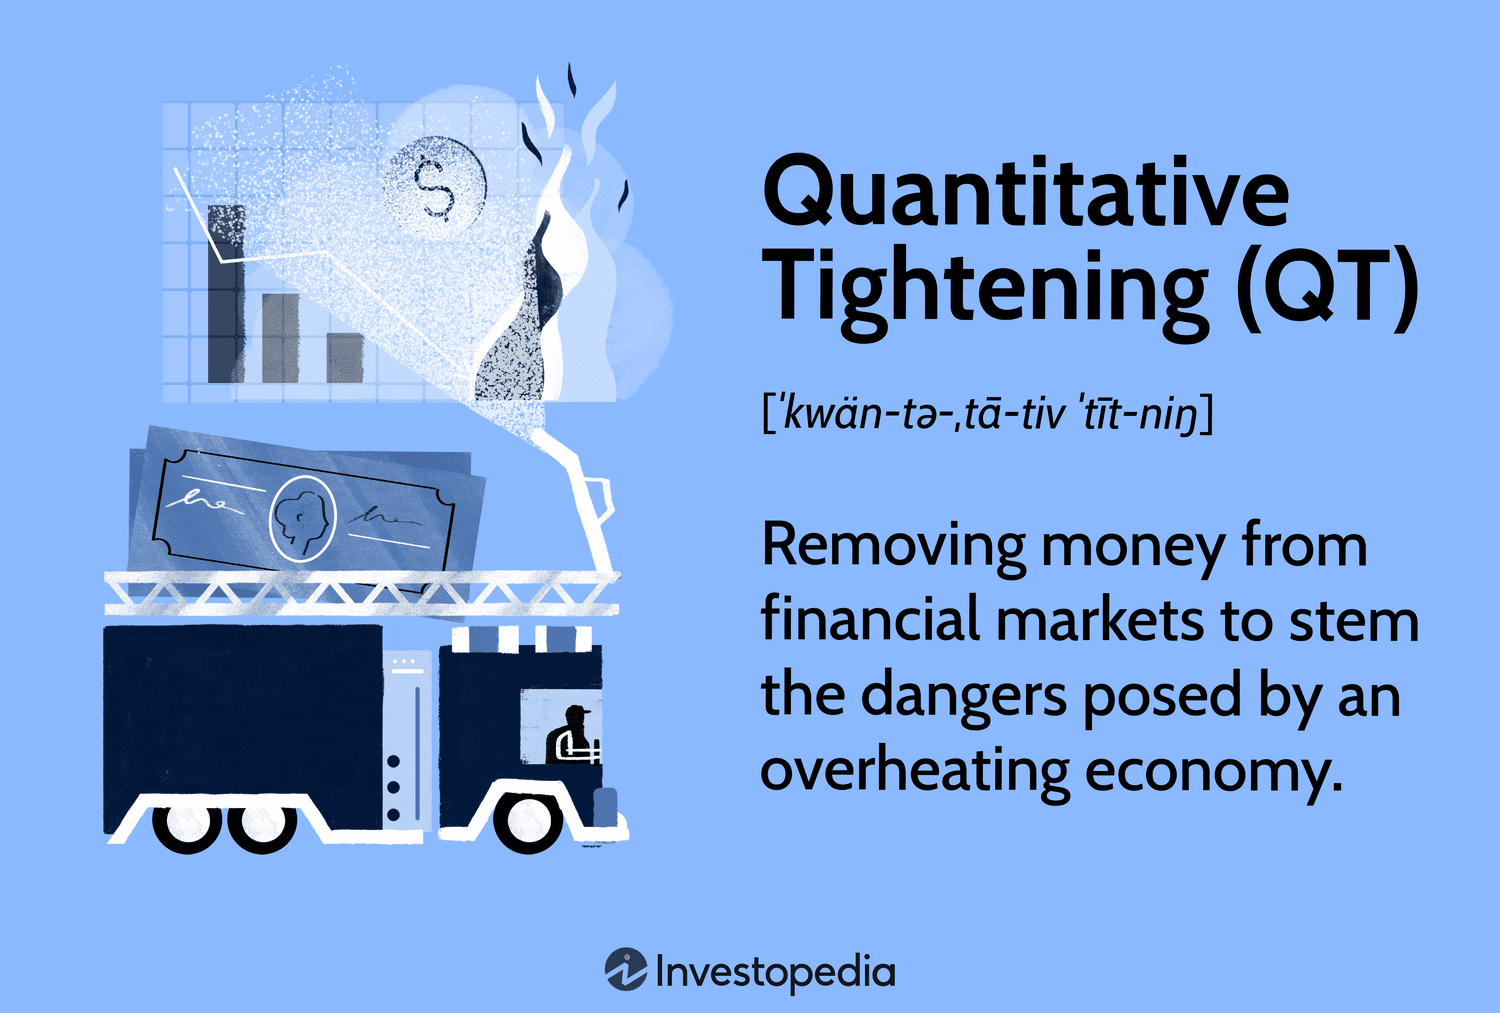 $
Quantitative
Tightening (QT)
[ˈkwän-tə-ˌtā-tiv ˈtīt-niŋ]
Removing money from
financial markets to stem
the dangers posed by an
overheating economy.
Investopedia